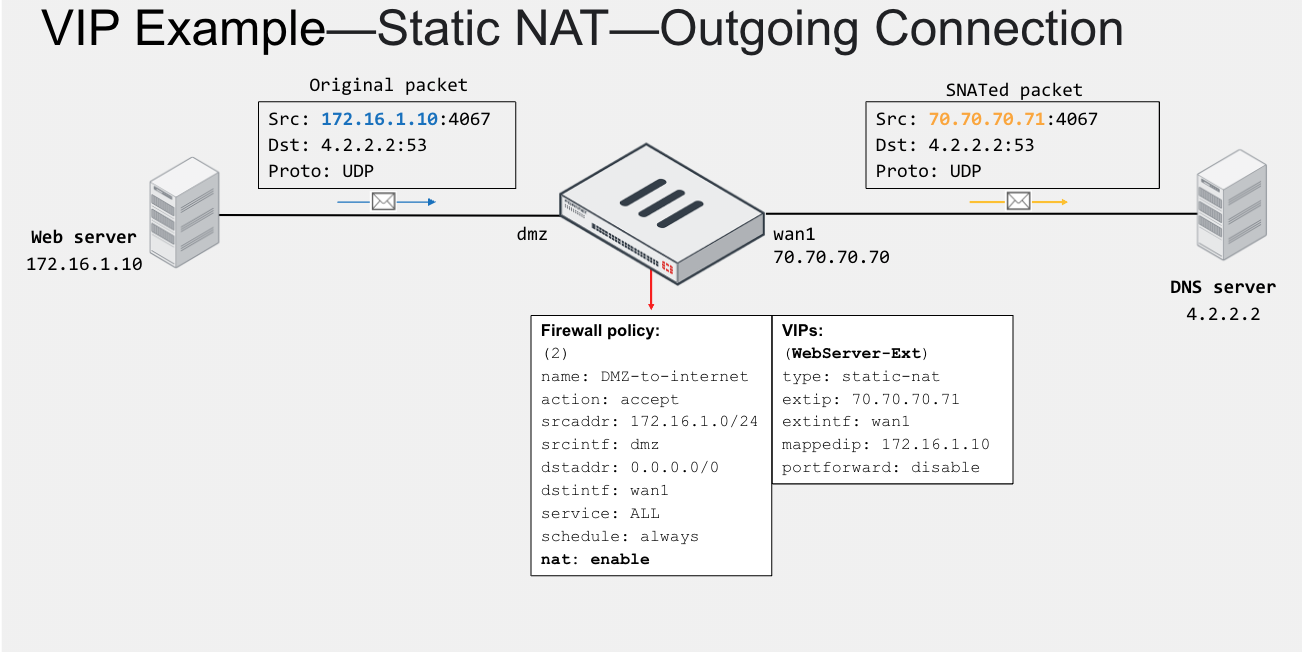 VIP Example—Static NAT—Outgoing Connection
Original packet
Src: 172.16.1.10:4067
Dst: 4.2.2.2:53
Proto: UDP
SNATed packet
Src: 70.70.70.71:4067
Dst: 4.2.2.2:53
Proto: UDP
Web server
172.16.1.10
dmz
wan1
70.70.70.70
DNS server
4.2.2.2
Firewall policy:
(2)
name: DMZ-to-internet
action: accept
srcaddr: 172.16.1.0/24
srcintf: dmz
dstaddr: 0.0.0.0/0
dstintf: wan1
service: ALL
schedule: always
nat: enable
VIPs:
(WebServer-Ext)
type: static-nat
extip: 70.70.70.71
extintf: wan1
mappedip: 172.16.1.10
portforward: disable